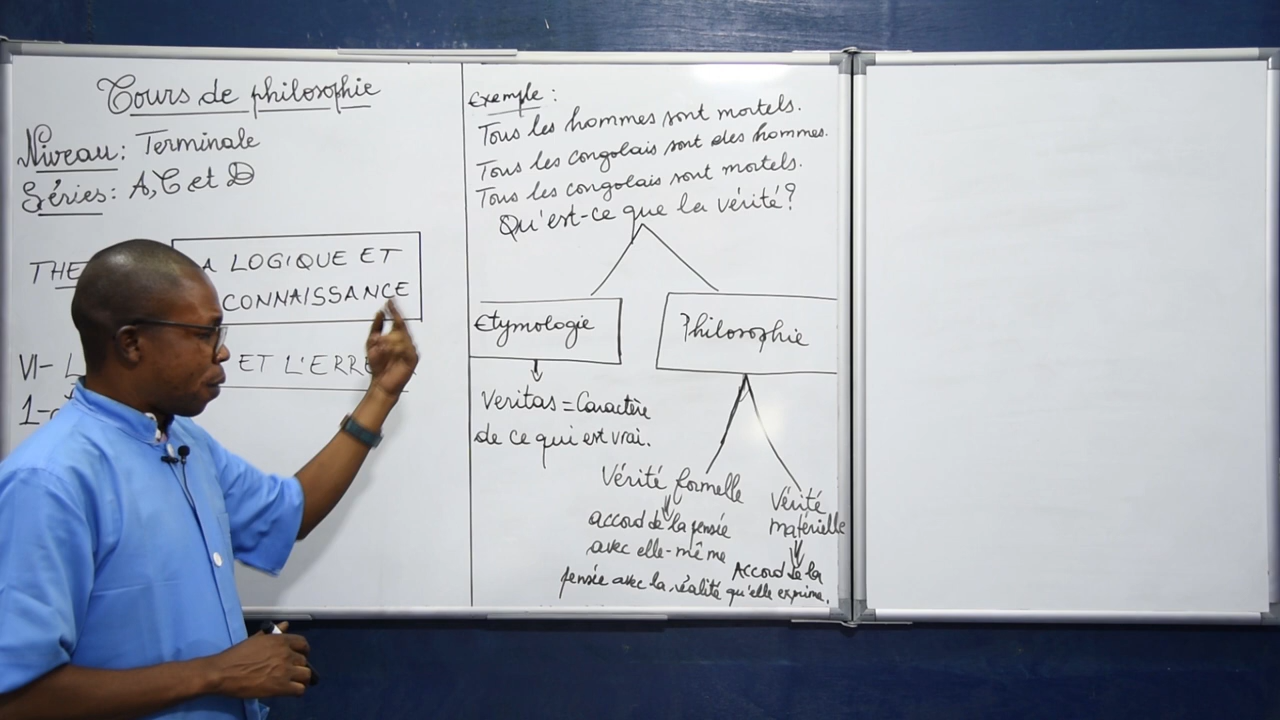 Cours de philosophie
Niveau: Terminale
Séries: A, C et D
THE
A LOGIQUE ET
CONNAISSANCE
VI- L ET L'ERRE
1-
Exemple:
Tous les hommes sont mortels.
Tous les congolais sont des hommes.
Tous les congolais sont mortels.
Qu'est-ce que la vérité?
Etymologie
Philosophie
Veritas = Caractère
de ce qui est vrai.
Vérité formelle
accord de la pensée
avec elle-même
Vérité
matérielle
Accord de la
pensée avec la réalité qu'elle exprime.